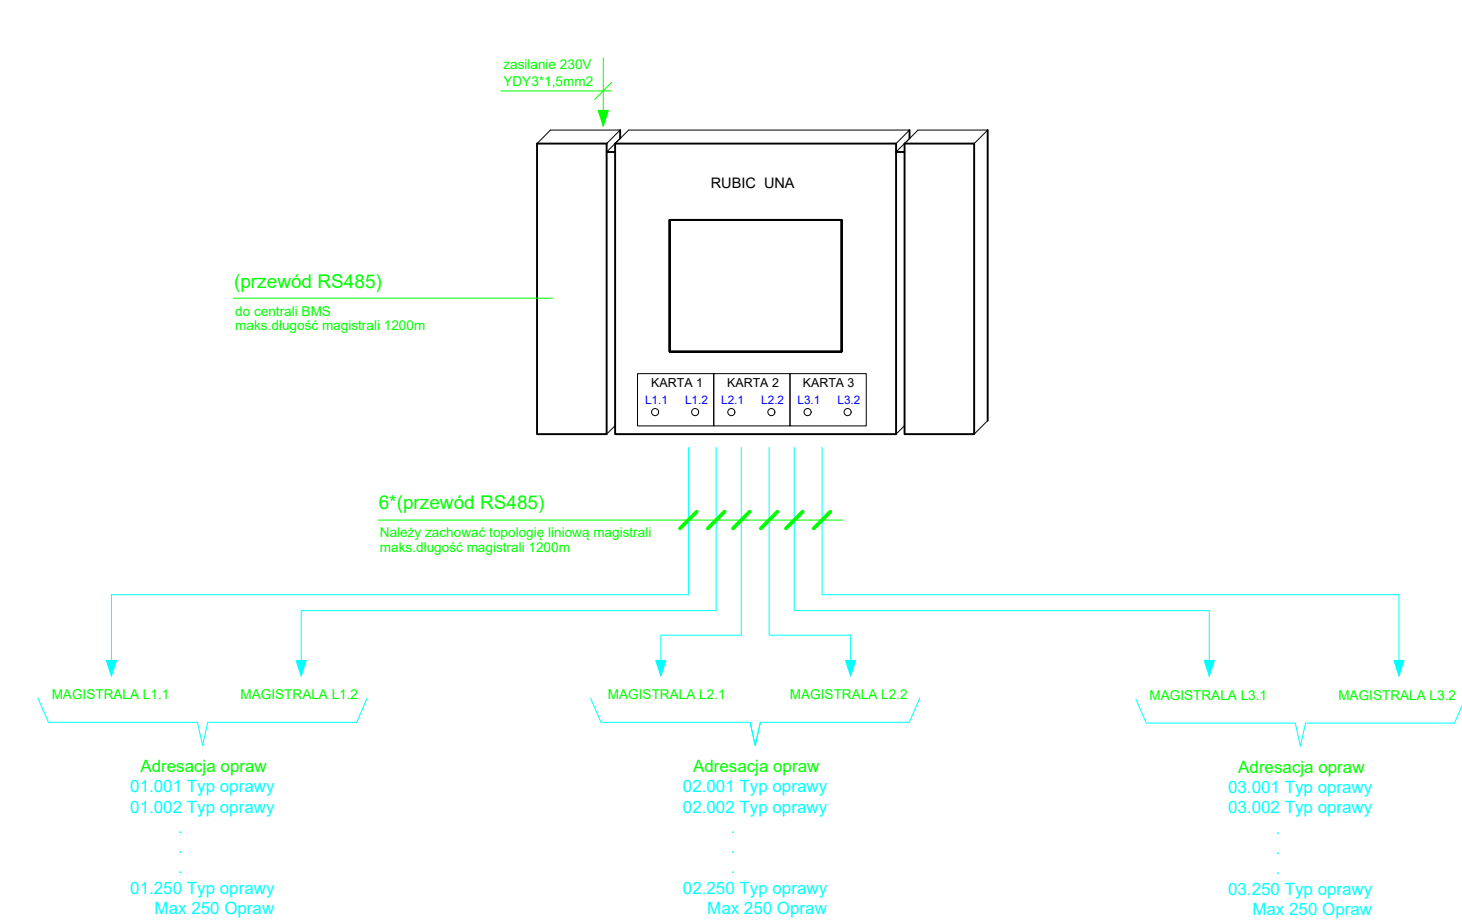 zasilanie 230V
YDY3*1,5mm2
RUBIC UNA
(przewód RS485)
do centrali BMS
maks.długość magistrali 1200m
KARTA 1
KARTA 2
KARTA 3
L1.1
L1.2
L2.1
L2.2
L3.1
L3.2
6*(przewód RS485)
Należy zachować topologię liniową magistrali
maks.długość magistrali 1200m
MAGISTRALA L1.1
MAGISTRALA L1.2
MAGISTRALA L2.1
MAGISTRALA L2.2
MAGISTRALA L3.1
MAGISTRALA L3.2
Adresacja opraw
01.001 Typ oprawy
01.002 Typ oprawy
.
.
.
01.250 Typ oprawy
Max 250 Opraw
Adresacja opraw
02.001 Typ oprawy
02.002 Typ oprawy
.
.
.
02.250 Typ oprawy
Max 250 Opraw
Adresacja opraw
03.001 Typ oprawy
03.002 Typ oprawy
.
.
.
03.250 Typ oprawy
Max 250 Opraw